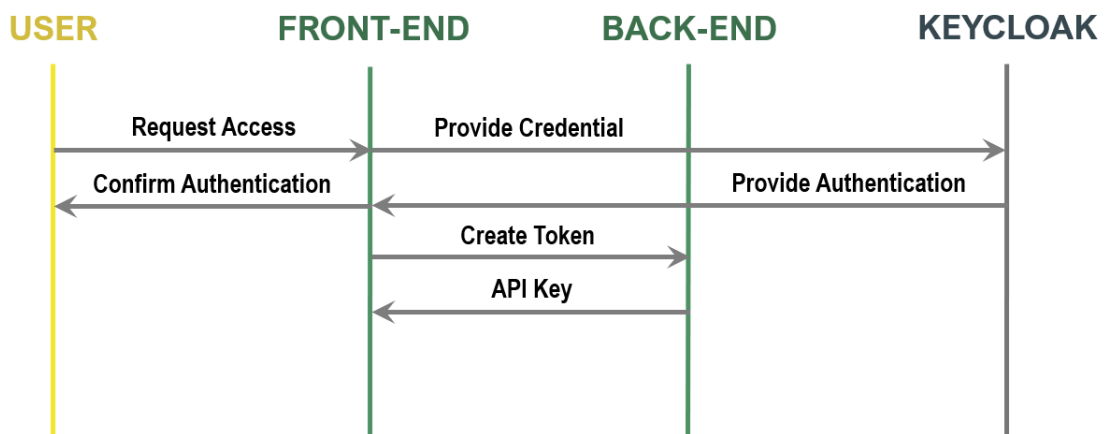 USER
FRONT-END
BACK-END
KEYCLOAK
Request Access
Provide Credential
Confirm Authentication
Provide Authentication
Create Token
API Key